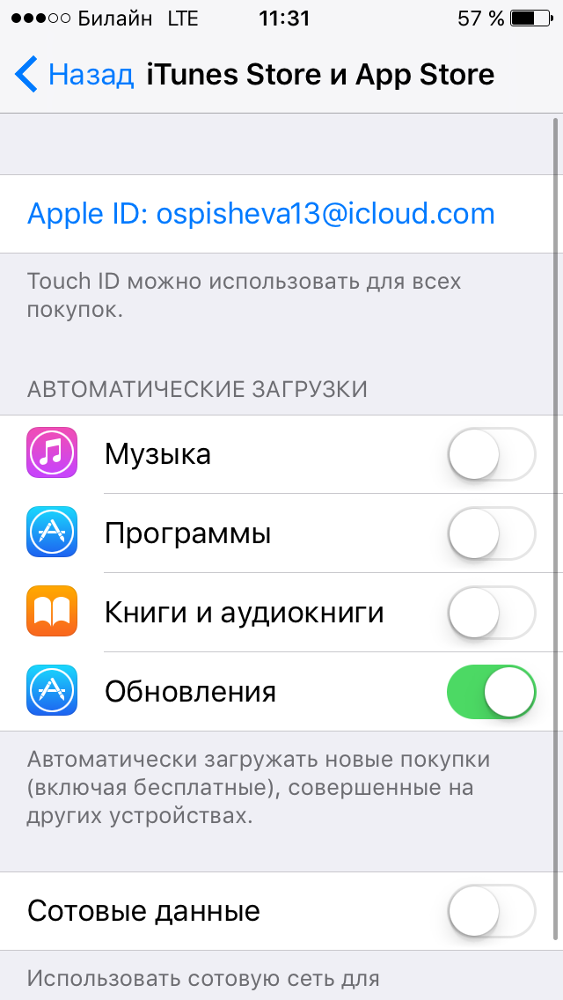 Билайн LTE 11:31 57 %
Назад iTunes Store и App Store
Apple ID: ospisheva13@icloud.com
Touch ID можно использовать для всех
покупок.
АВТОМАТИЧЕСКИЕ ЗАГРУЗКИ
Музыка
Программы
Книги и аудиокниги
Обновления
Автоматически загружать новые покупки
(включая бесплатные), совершенные на
других устройствах.
Сотовые данные
Использовать сотовую сеть для